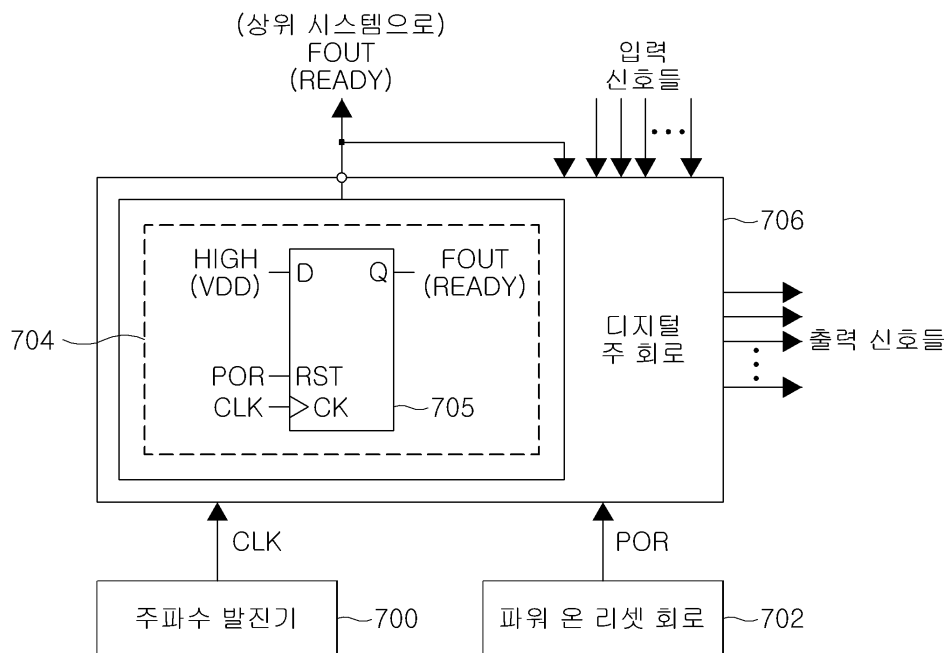 (상위 시스템으로)
FOUT
(READY)
입력
신호들
706
HIGH
(VDD)
D
Q
FOUT
(READY)
704
디지털
주 회로
출력 신호들
POR
RST
CLK
CK
705
CLK
POR
주파수 발진기
700
파워 온 리셋 회로
702